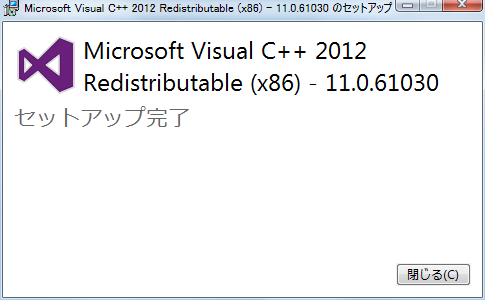 Microsoft Visual C++ 2012 Redistributable (x86) - 11.0.61030 のセットアップ
Microsoft Visual C++ 2012
Redistributable (x86) - 11.0.61030
セットアップ完了
閉じる(C)